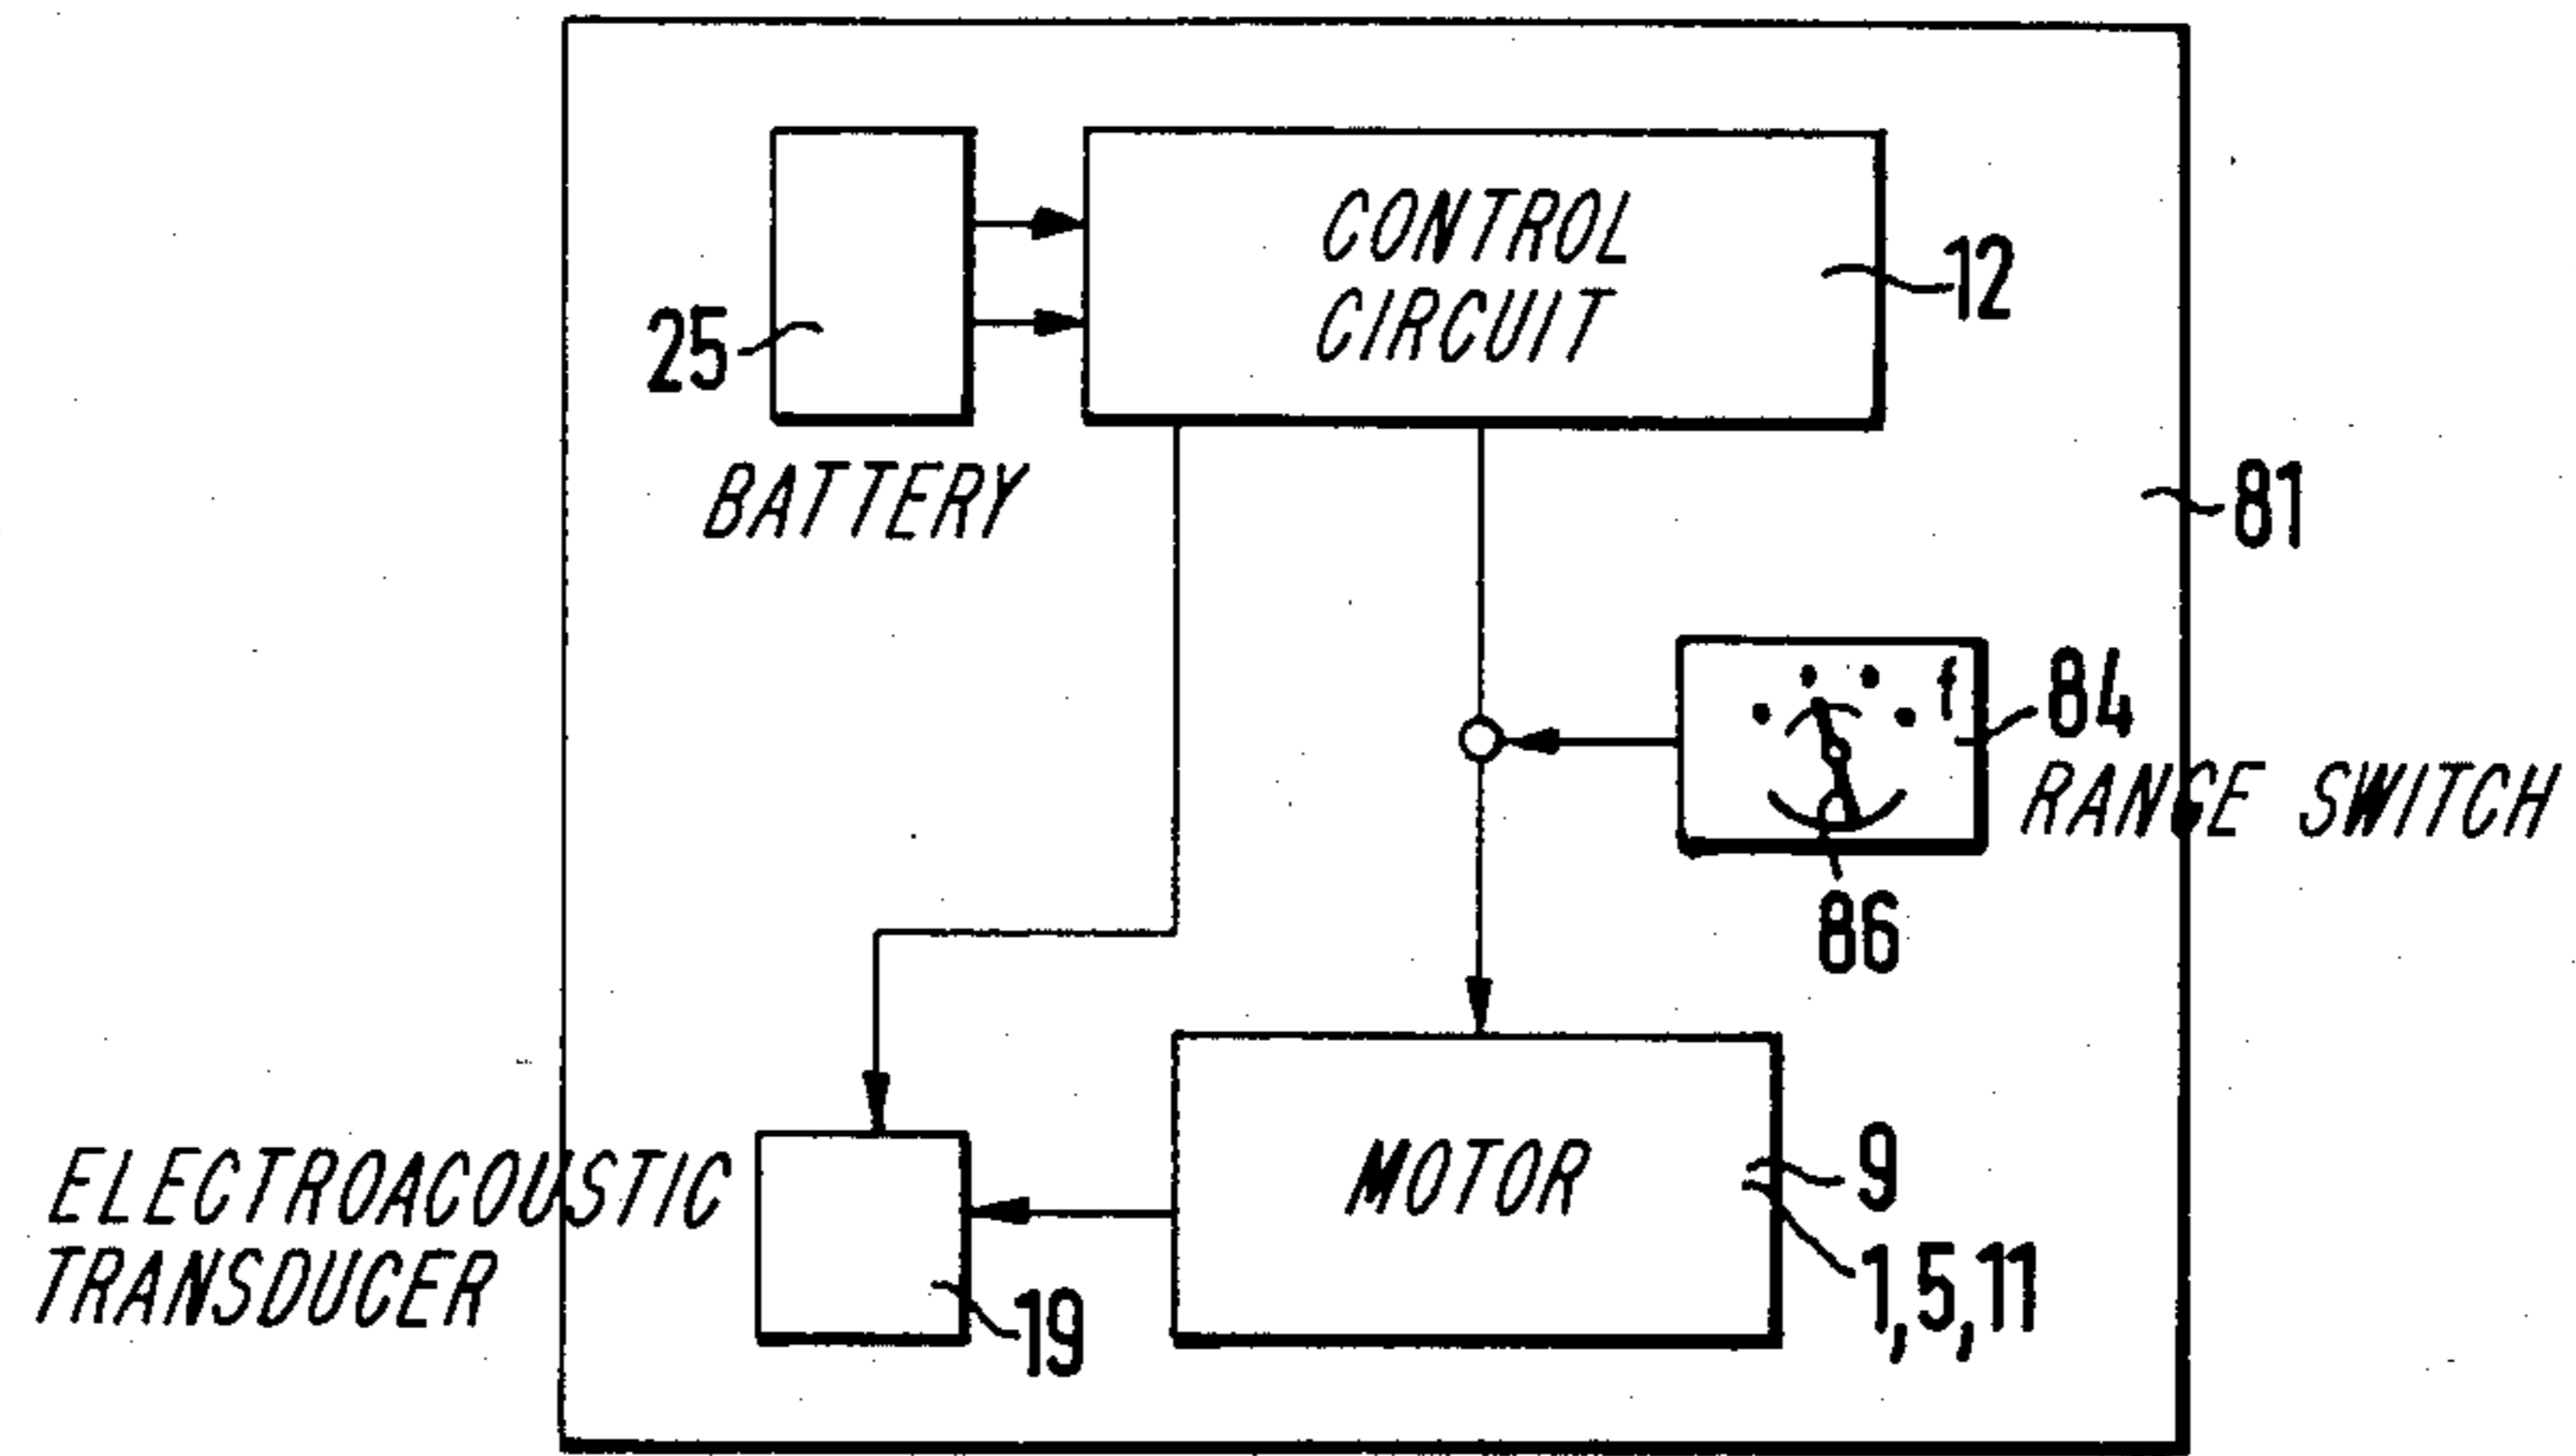 CONTROL
CIRCUIT
12
25
BATTERY
81
f
84
RANGE SWITCH
86
ELECTROACOUSTIC
TRANSDUCER
19
MOTOR
9
1,5,11